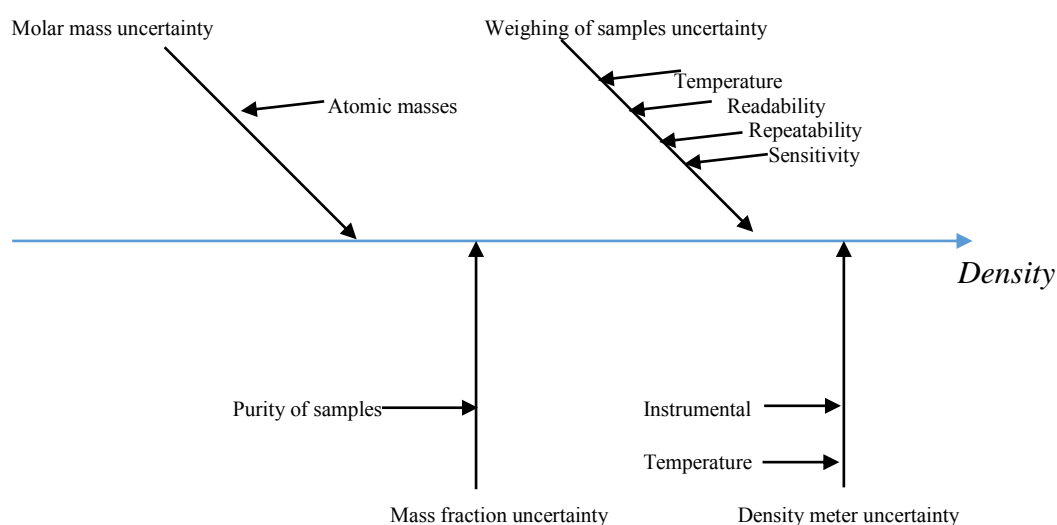 Molar mass uncertainty
Weighing of samples uncertainty
Temperature
Atomic masses
Readability
Repeatability
Sensitivity
Density
Purity of samples
Instrumental
Temperature
Mass fraction uncertainty
Density meter uncertainty